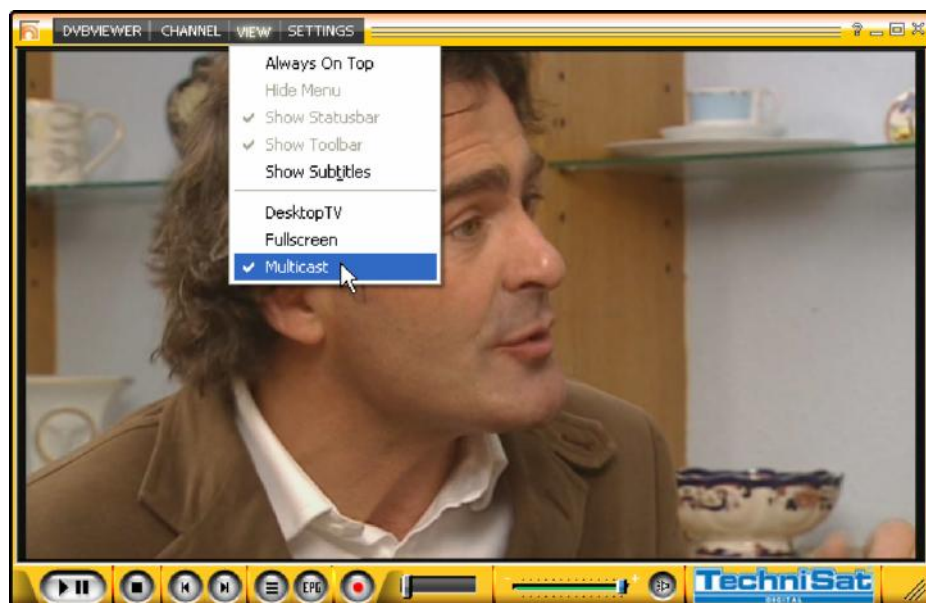 DVBVIEWER CHANNEL VIEW SETTINGS
Always On Top
Hide Menu
Show Statusbar
Show Toolbar
Show Subtitles
DesktopTV
Fullscreen
Multicast
EPG
TechniSat
DIGITAL